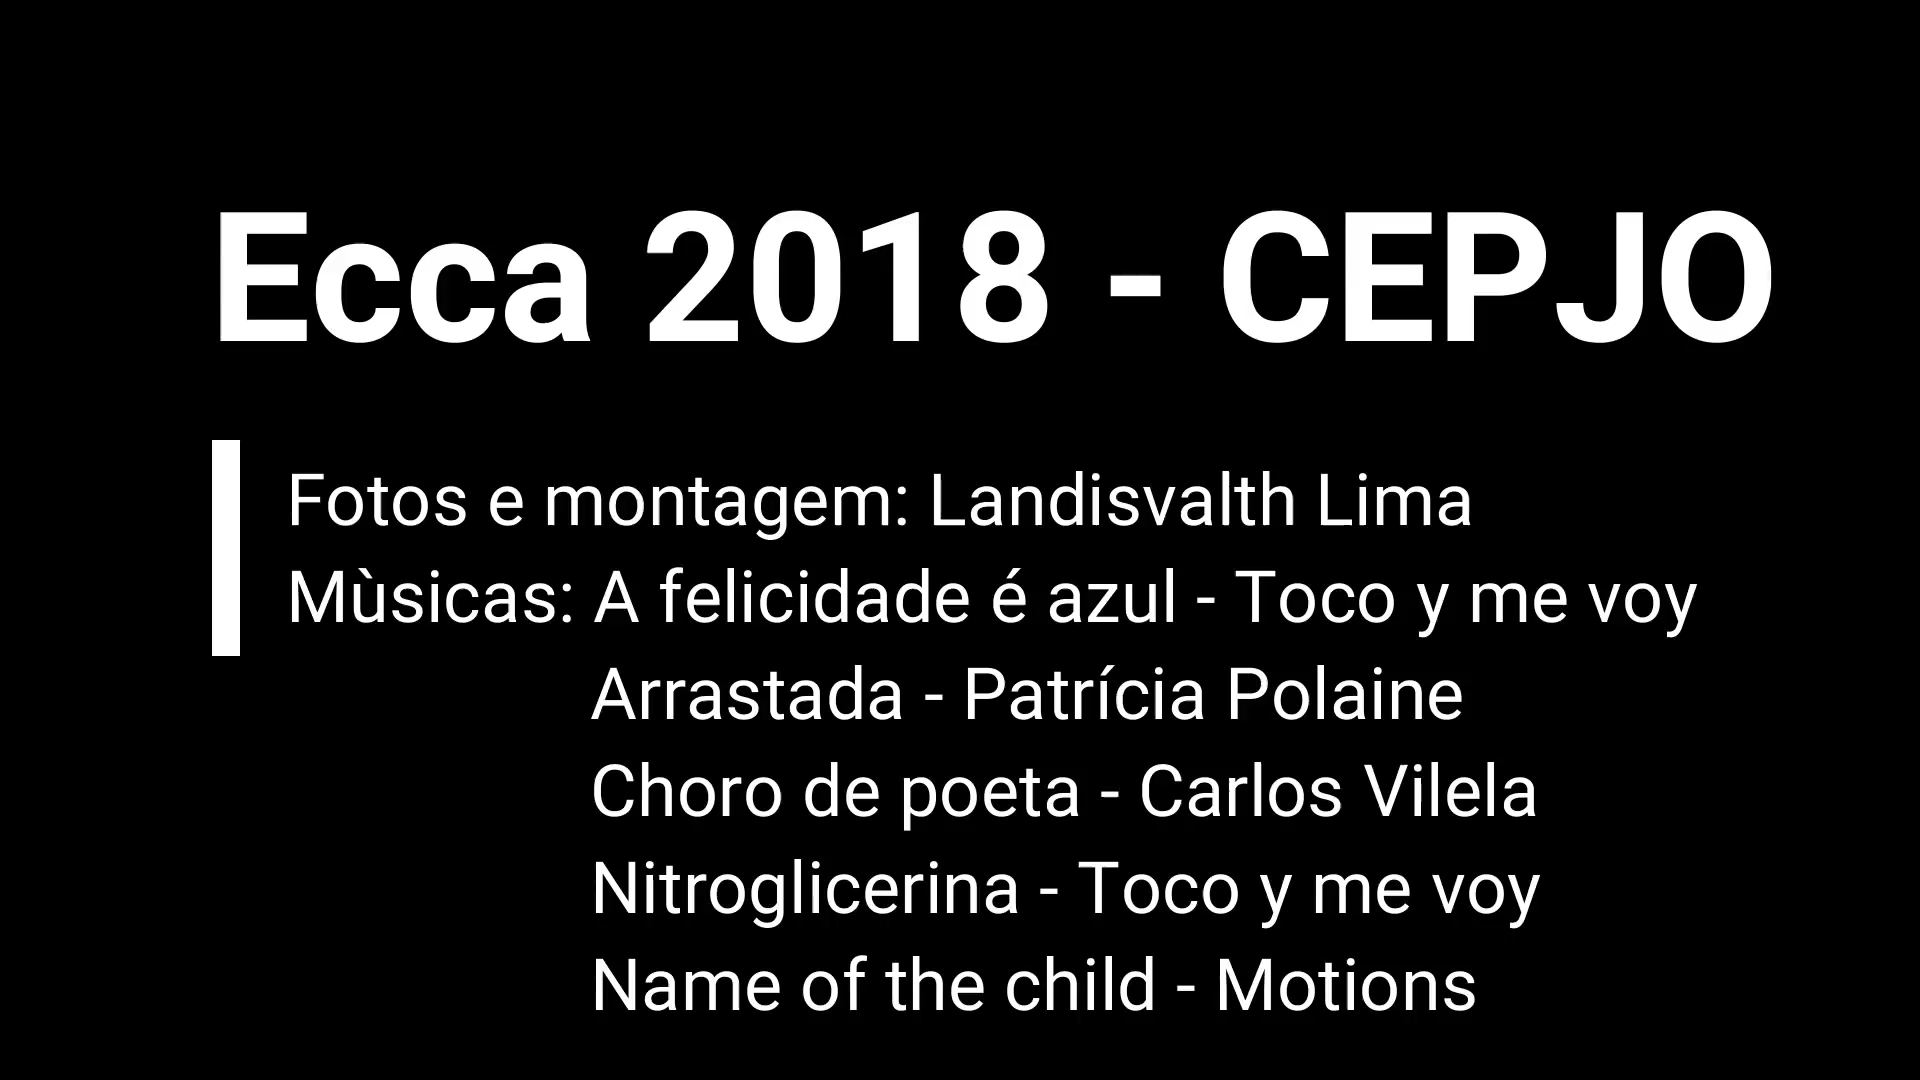 Ecca 2018 - CEPJO
Fotos e montagem: Landisvalth Lima
Mùsicas: A felicidade é azul - Toco y me voy
Arrastada - Patrícia Polaine
Choro de poeta - Carlos Vilela
Nitroglicerina - Toco y me voy
Name of the child - Motions